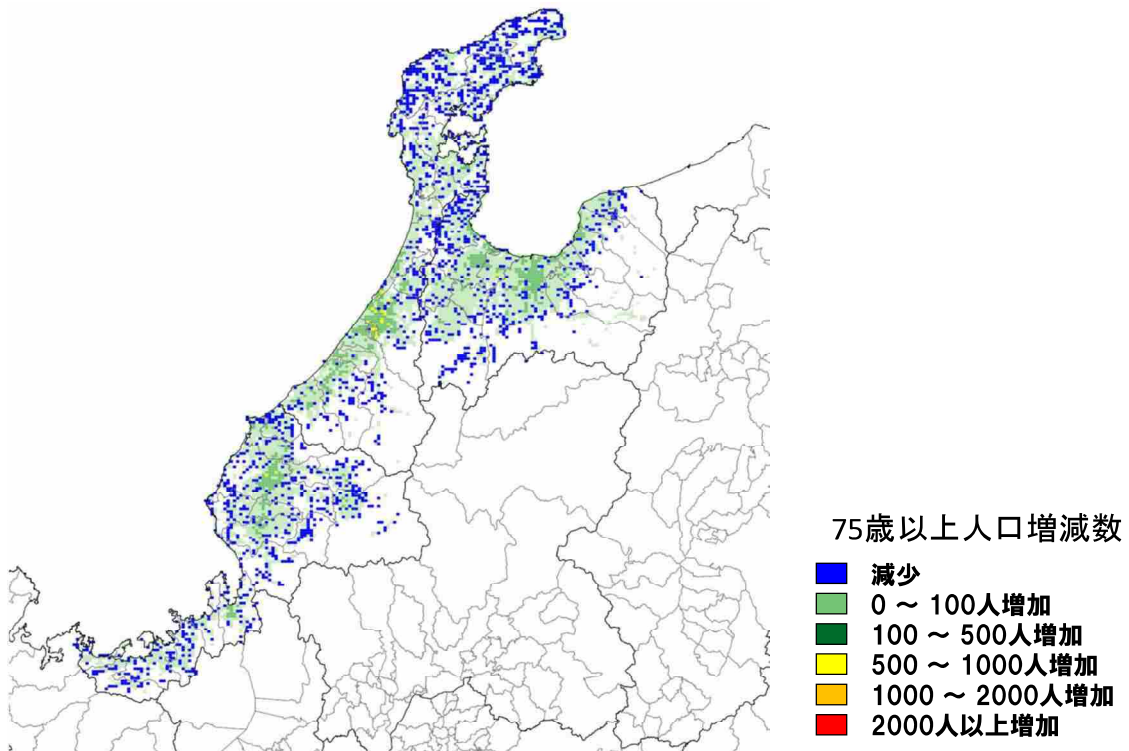 75歳以上人口増減数
減少
0 ～ 100人増加
100 ～ 500人増加
500 ～ 1000人増加
1000 ～ 2000人増加
2000人以上増加